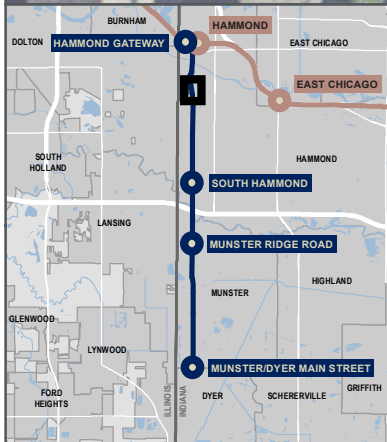 BURNHAM
HAMMOND
DOLTON
HAMMOND GATEWAY
EAST CHICAGO
EAST CHICAGO
SOUTH
HOLLAND
HAMMOND
SOUTH HAMMOND
LANSING
MUNSTER RIDGE ROAD
HIGHLAND
MUNSTER
GLENWOOD
LYNWOOD
MUNSTER/DYER MAIN STREET
FORD
HEIGHTS
ILLINOIS
INDIANA
DYER
SCHERERVILLE
GRIFFITH